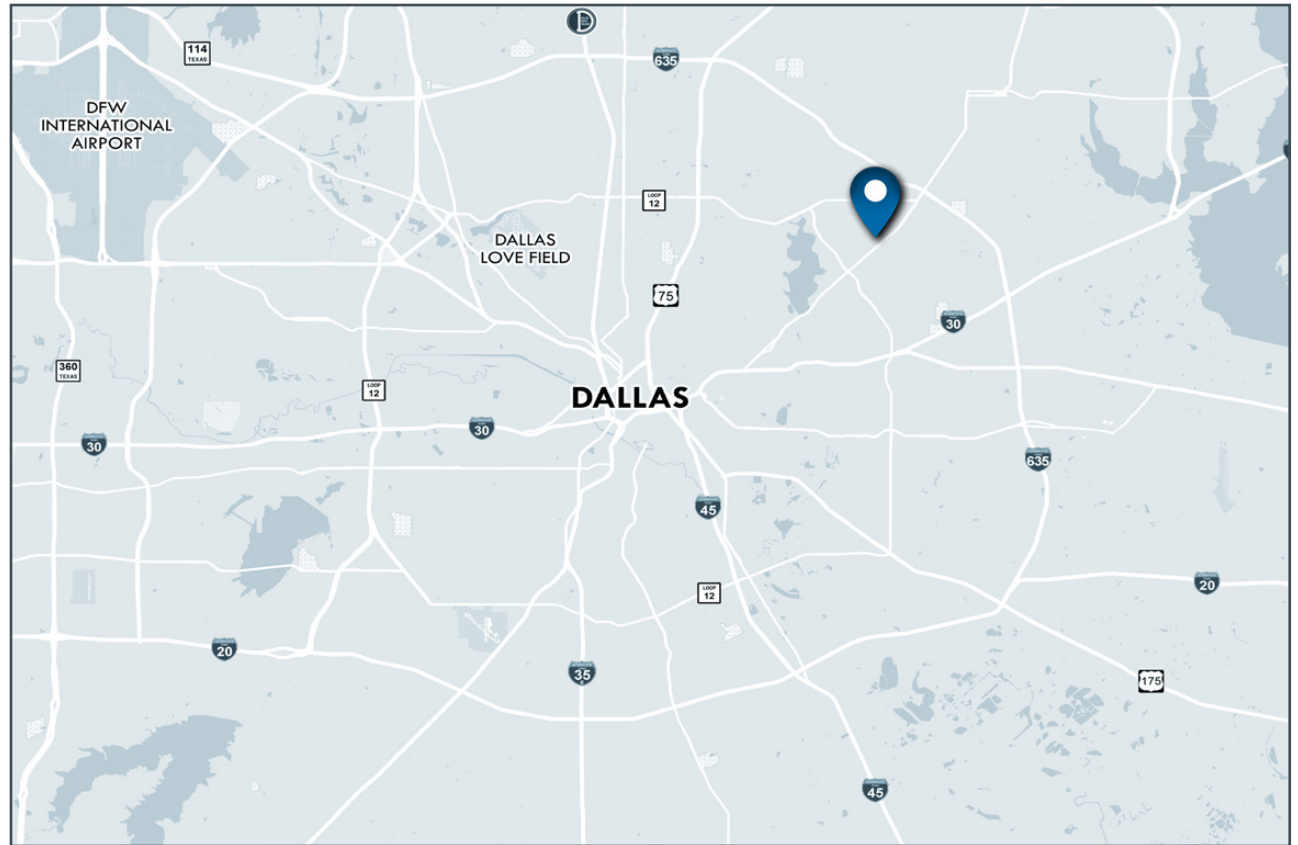 114
TEXAS
635
DFW
INTERNATIONAL
AIRPORT
LOOP
12
DALLAS
LOVE FIELD
75
30
360
TEXAS
LOOP
12
DALLAS
30
30
635
45
20
LOOP
12
20
35
175
45